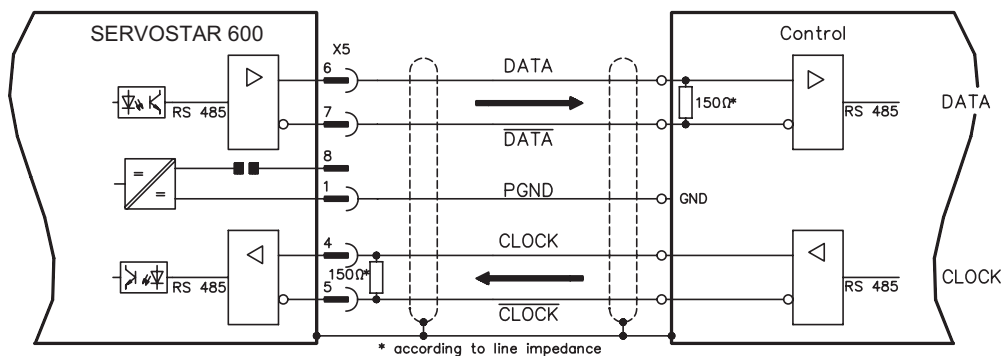 SERVOSTAR 600
X5
Control
6
DATA
RS 485
150Ω*
RS 485
DATA
7
DATA
8
=
=
1
PGND
GND
4
CLOCK
150Ω*
RS 485
RS 485
CLOCK
5
CLOCK
* according to line impedance